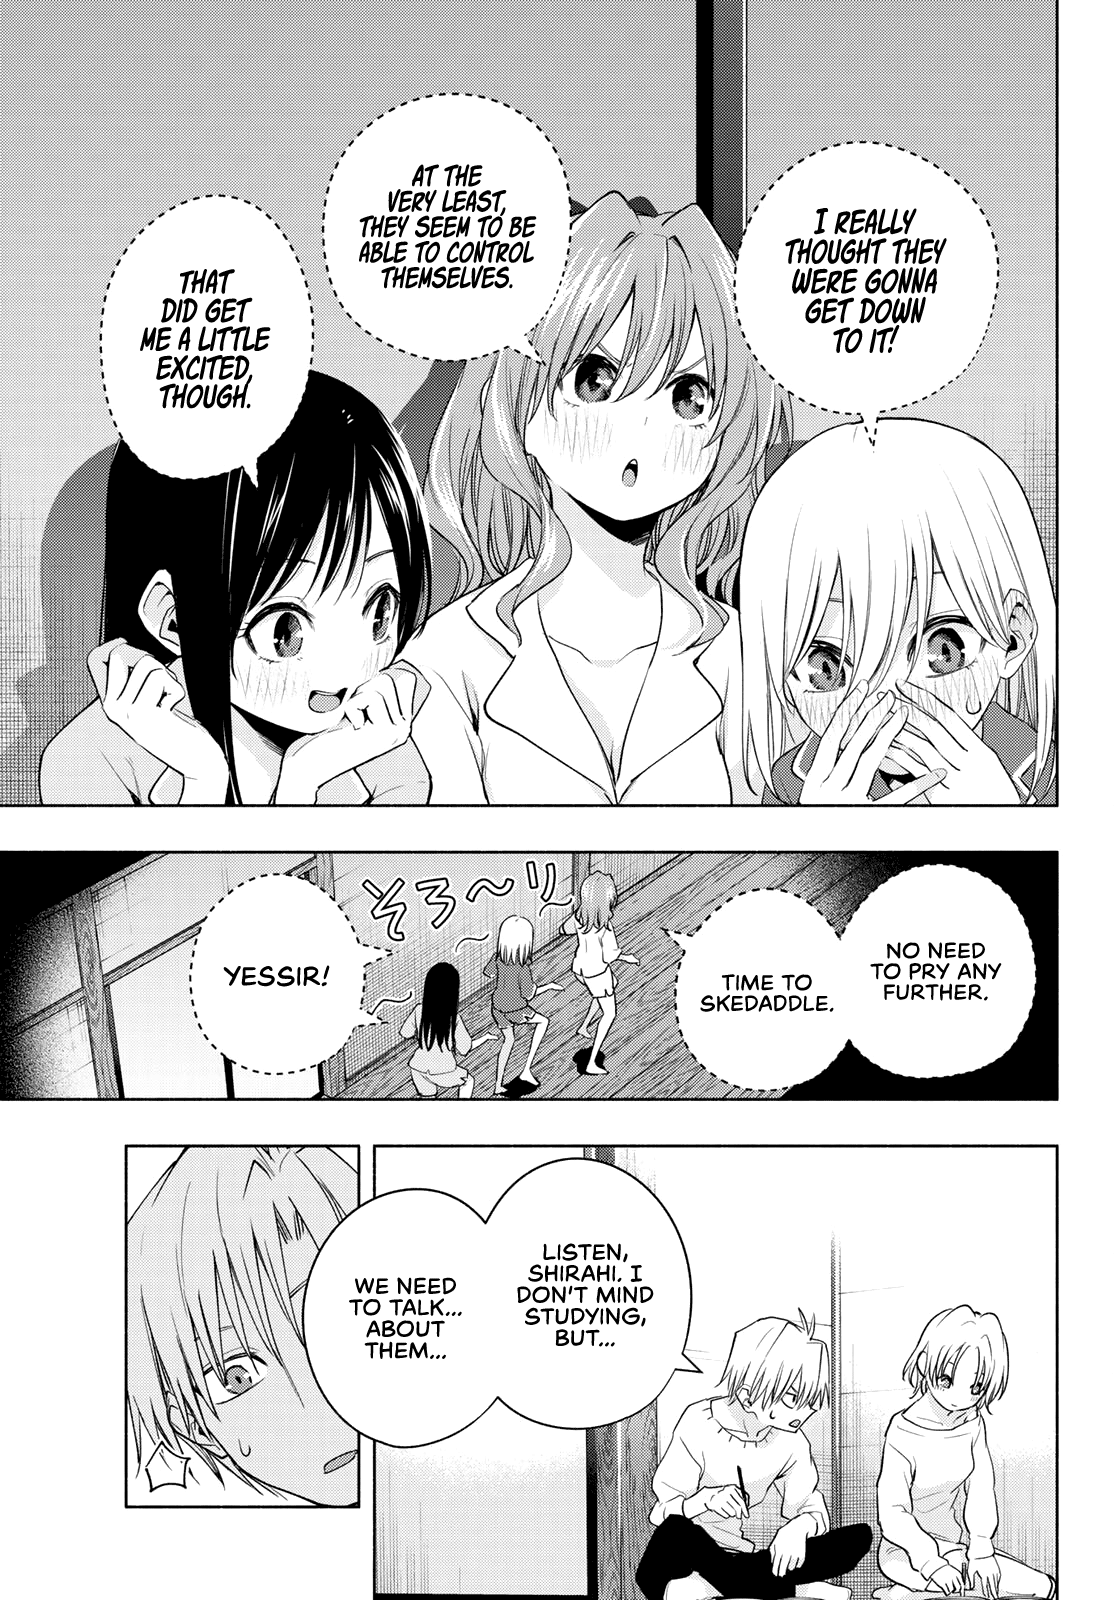 I REALLY
THOUGHT THEY
WERE GONNA
GET DOWN
TO IT!
AT THE
VERY LEAST,
THEY SEEM TO BE
ABLE TO CONTROL
THEMSELVES.
THAT
DID GET
ME A LITTLE
EXCITED,
THOUGH.
NO NEED
TO PRY ANY
FURTHER.
TIME TO
SKEDADDLE.
そろ〜り
YESSIR!
LISTEN,
SHIRAHI. I
DON'T MIND
STUDYING,
BUT...
WE NEED
TO TALK...
ABOUT
THEM...